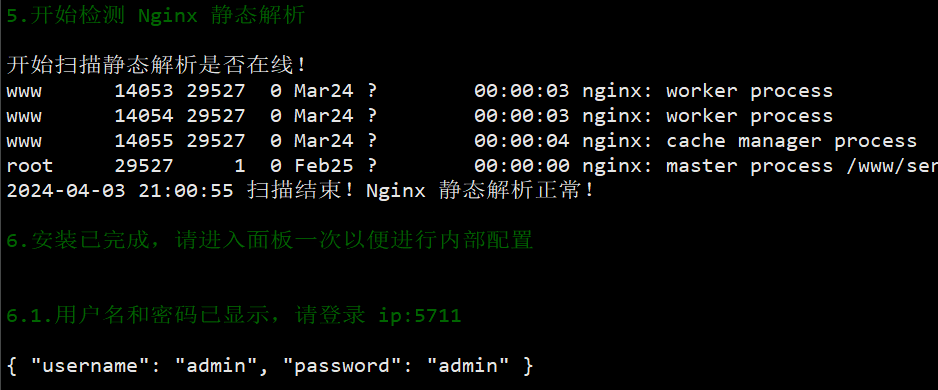 5.开始检测 Nginx 静态解析
开始扫描静态解析是否在线！
www      14053 29527  0 Mar24 ?        00:00:03 nginx: worker process
www      14054 29527  0 Mar24 ?        00:00:03 nginx: worker process
www      14055 29527  0 Mar24 ?        00:00:04 nginx: cache manager process
root     29527     1  0 Feb25 ?        00:00:00 nginx: master process /www/ser
2024-04-03 21:00:55 扫描结束！Nginx 静态解析正常！
6.安装已完成，请进入面板一次以便进行内部配置
6.1.用户名和密码已显示，请登录 ip:5711
{ "username": "admin", "password": "admin" }